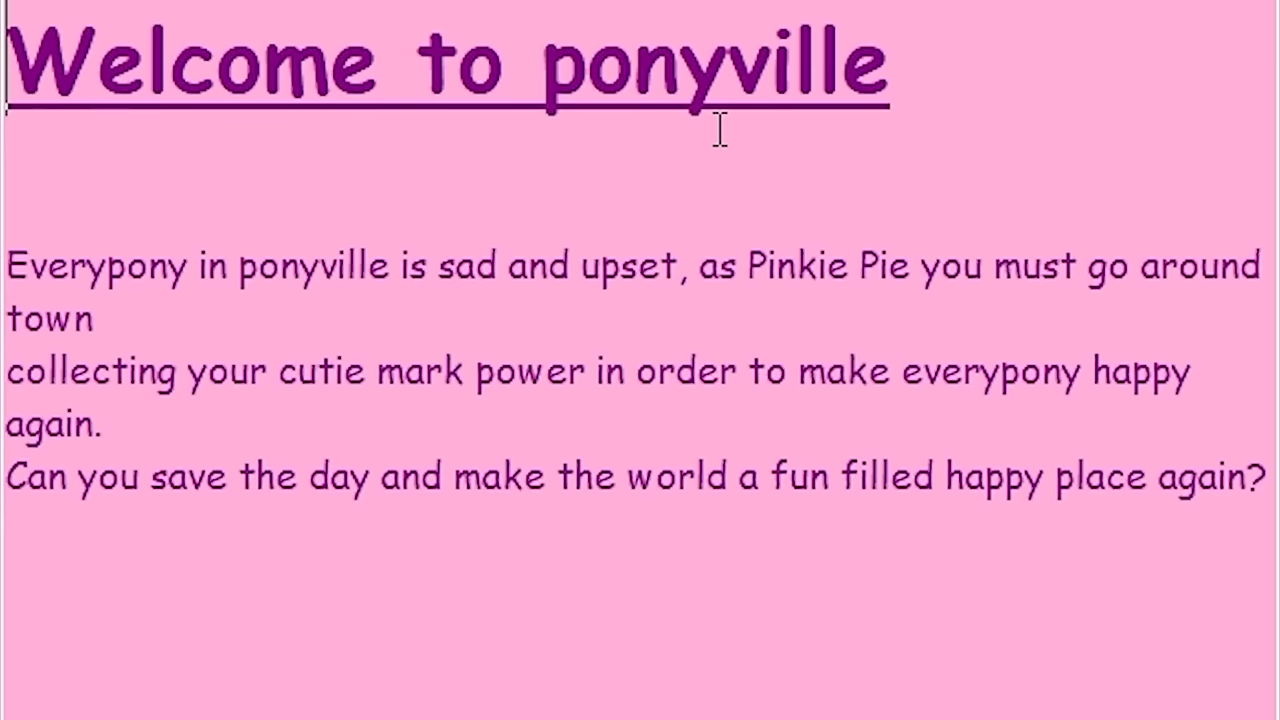 Welcome to ponyville
Everypony in ponyville is sad and upset, as Pinkie Pie you must go around
town
collecting your cutie mark power in order to make everypony happy
again.
Can you save the day and make the world a fun filled happy place again?